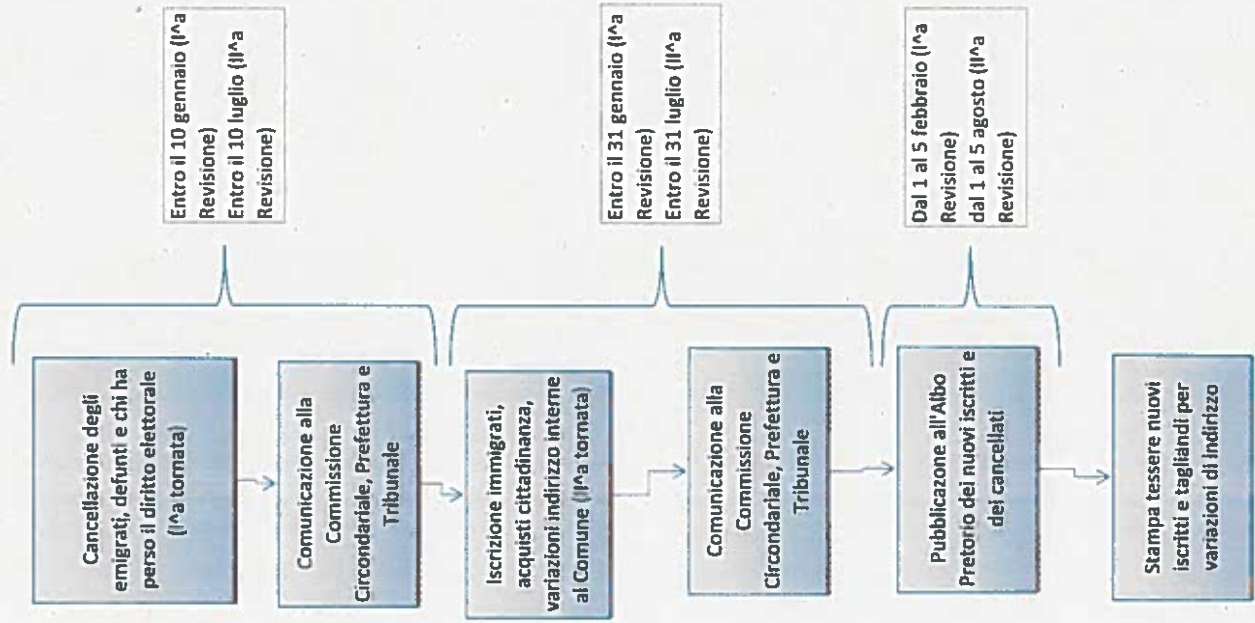 Cancellazione degli
emigrati, defunti e chi ha
perso il diritto elettorale
(I^a tornata)
Comunicazione alla
Commissione
Circondariale, Prefettura e
Tribunale
Entro il 10 gennaio (I^a
Revisione)
Entro il 10 luglio (II^a
Revisione)
Iscrizione immigrati,
acquisti cittadinanza,
variazioni indirizzo interne
al Comune (II^a tornata)
Comunicazione alla
Commissione
Circondariale, Prefettura e
Tribunale
Entro il 31 gennaio (I^a
Revisione)
Entro il 31 luglio (II^a
Revisione)
Pubblicazone all'Albo
Pretorio dei nuovi iscritti e
dei cancellati
Dal 1 al 5 febbraio (I^a
Revisione)
dal 1 al 5 agosto (II^a
Revisione)
Stampa tessere nuovi
iscritti e tagliandi per
variazioni di indirizzo